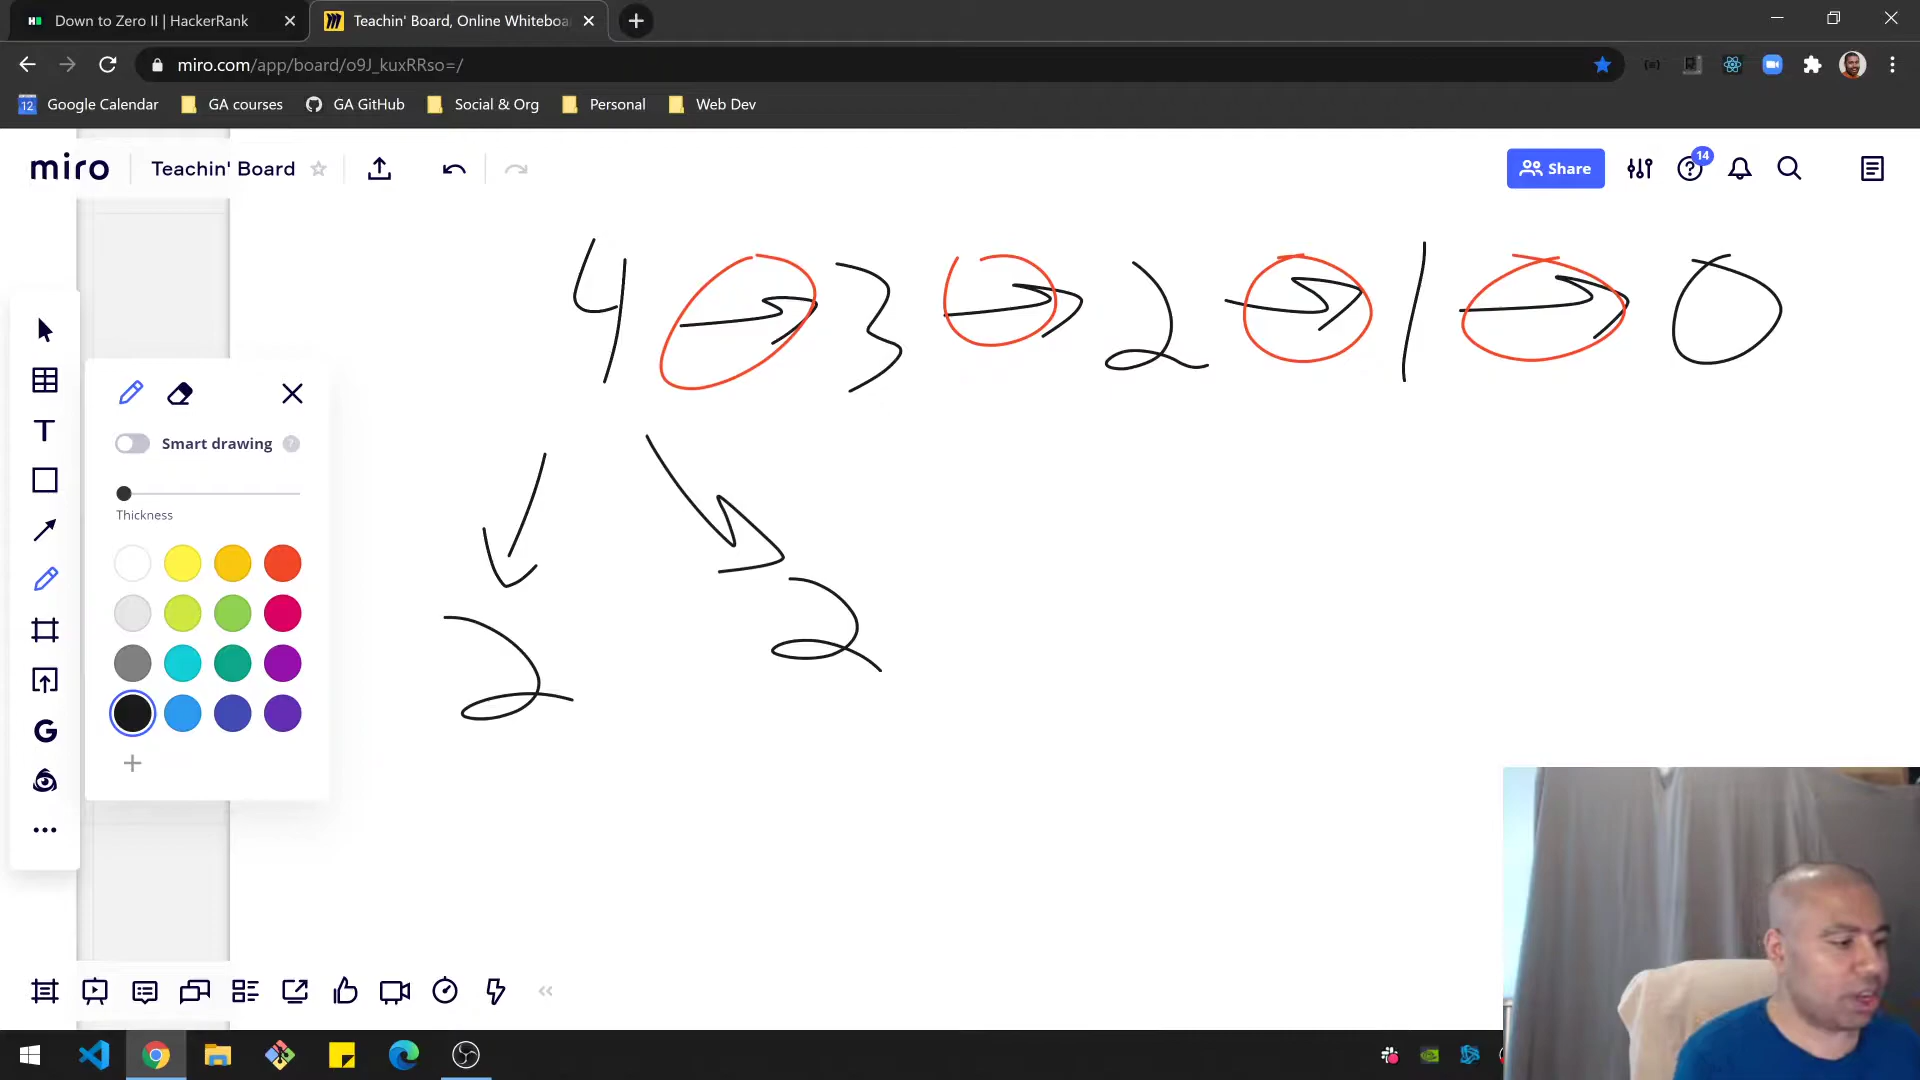 Down to Zero II | HackerRank
Teachin' Board, Online Whiteboa
miro.com/app/board/o9J_kuxRRso=/
12 Google Calendar GA courses GA GitHub Social & Org Personal Web Dev
miro Teachin' Board Share 14
4 → 3 → 2 → 1 → 0
T
Smart drawing ?
Thickness
2
2
G